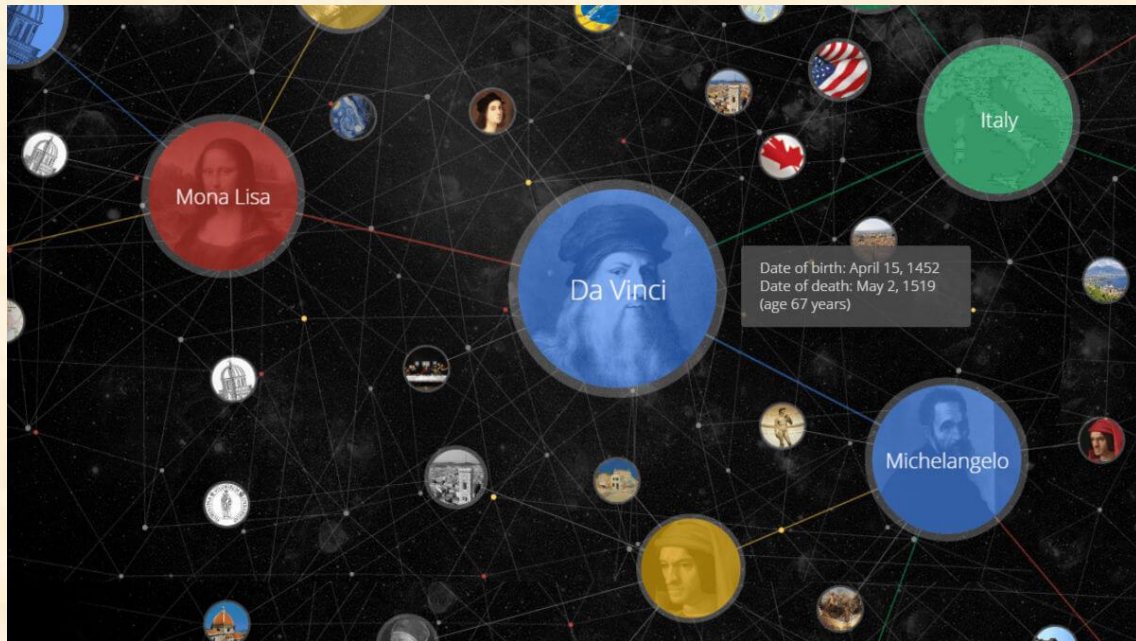 Italy
Mona Lisa
Da Vinci
Date of birth: April 15, 1452
Date of death: May 2, 1519
(age 67 years)
Michelangelo